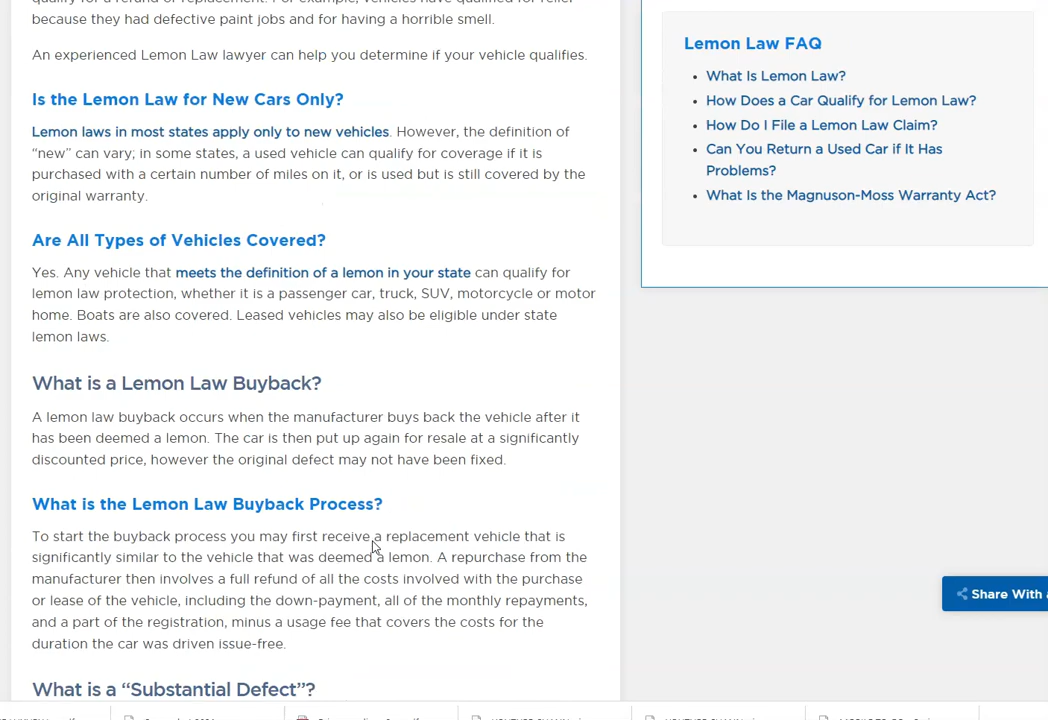 because they had defective paint jobs and for having a horrible smell.
An experienced Lemon Law lawyer can help you determine if your vehicle qualifies.
Is the Lemon Law for New Cars Only?
Lemon laws in most states apply only to new vehicles. However, the definition of
“new” can vary; in some states, a used vehicle can qualify for coverage if it is
purchased with a certain number of miles on it, or is used but is still covered by the
original warranty.
Are All Types of Vehicles Covered?
Yes. Any vehicle that meets the definition of a lemon in your state can qualify for
lemon law protection, whether it is a passenger car, truck, SUV, motorcycle or motor
home. Boats are also covered. Leased vehicles may also be eligible under state
lemon laws.
What is a Lemon Law Buyback?
A lemon law buyback occurs when the manufacturer buys back the vehicle after it
has been deemed a lemon. The car is then put up again for resale at a significantly
discounted price, however the original defect may not have been fixed.
What is the Lemon Law Buyback Process?
To start the buyback process you may first receive a replacement vehicle that is
significantly similar to the vehicle that was deemed a lemon. A repurchase from the
manufacturer then involves a full refund of all the costs involved with the purchase
or lease of the vehicle, including the down-payment, all of the monthly repayments,
and a part of the registration, minus a usage fee that covers the costs for the
duration the car was driven issue-free.
What is a “Substantial Defect”?
Lemon Law FAQ
What Is Lemon Law?
How Does a Car Qualify for Lemon Law?
How Do I File a Lemon Law Claim?
Can You Return a Used Car if It Has
Problems?
What Is the Magnuson-Moss Warranty Act?
Share With a